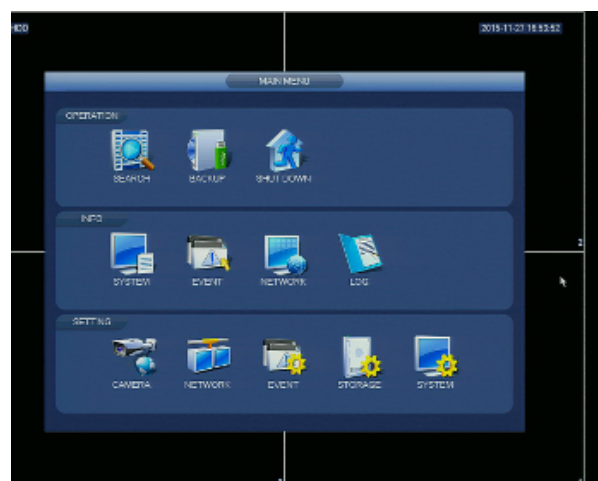 HDD
2015-11-27 16:53:52
MAIN MENU
OPERATION
SEARCH
BACKUP
SHUTDOWN
INFO
SYSTEM
EVENT
NETWORK
LOG
2
SETTING
CAMERA
NETWORK
EVENT
STORAGE
SYSTEM